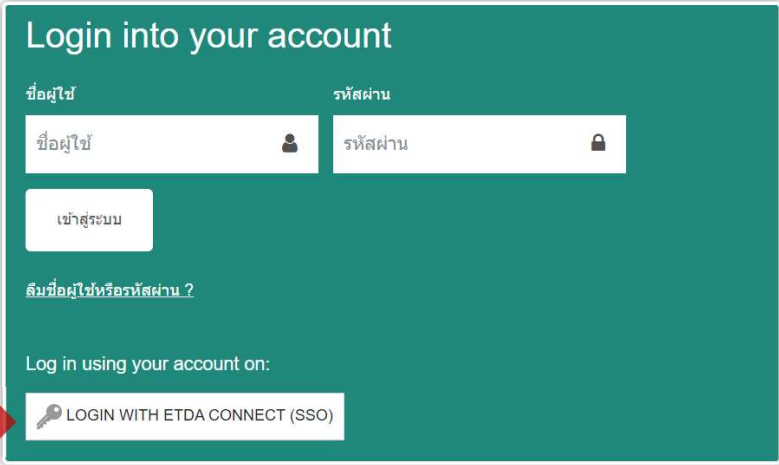 Login into your account
ชื่อผู้ใช้ รหัสผ่าน
ชื่อผู้ใช้ รหัสผ่าน
เข้าสู่ระบบ
ลืมชื่อผู้ใช้หรือรหัสผ่าน ?
Log in using your account on:
LOGIN WITH ETDA CONNECT (SSO)